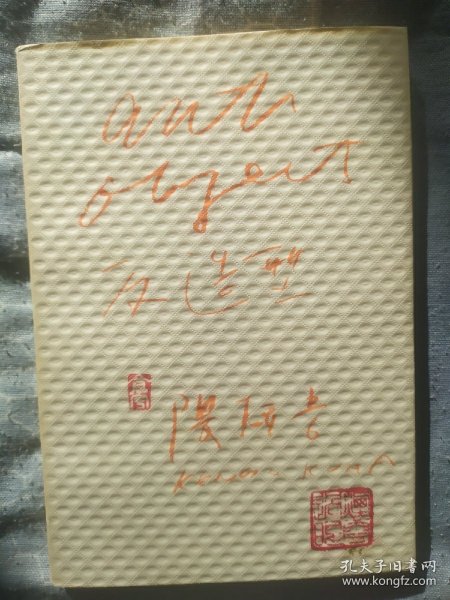 anti
object
反造型
隈研吾
Kengo Kuma
孔夫子旧书网
www.kongfz.com